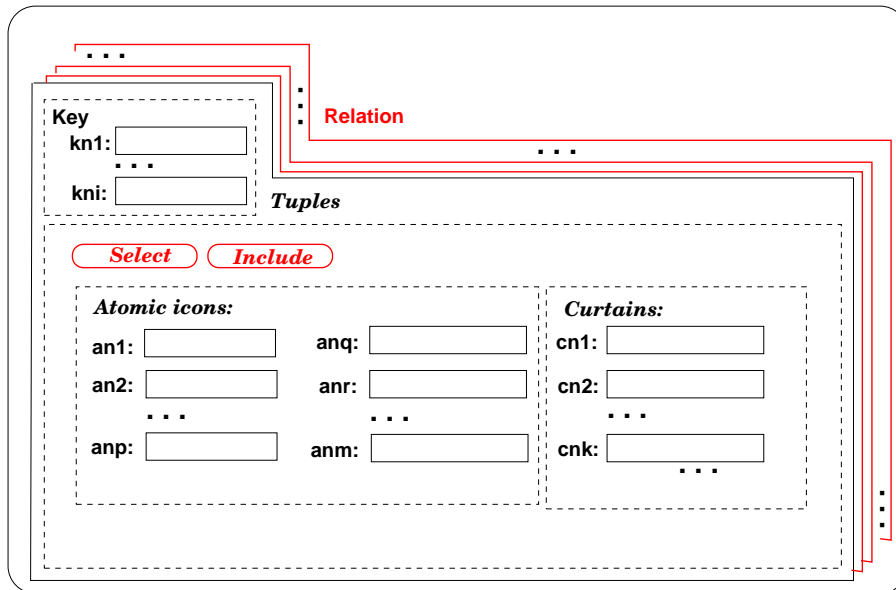 . . .
Relation
. . .
Key
kn1:
. . .
kni:
Tuples
Select Include
Atomic icons:
an1:
an2:
. . .
anp:
anq:
anr:
. . .
anm:
Curtains:
cn1:
cn2:
. . .
cnk:
. . .